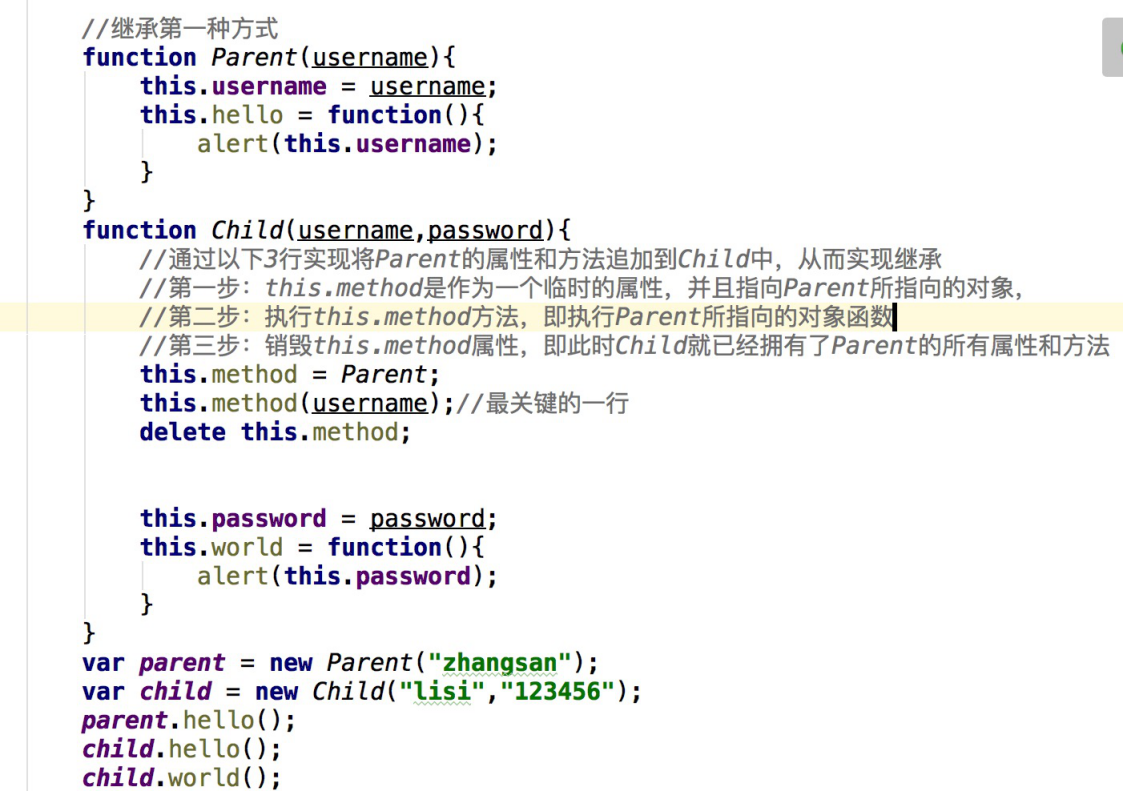 //继承第一种方式
function Parent(username){
this.username = username;
this.hello = function(){
alert(this.username);
}
}
function Child(username,password){
//通过以下3行实现将Parent的属性和方法追加到Child中，从而实现继承
//第一步：this.method是作为一个临时的属性，并且指向Parent所指向的对象，
//第二步：执行this.method方法，即执行Parent所指向的对象函数
//第三步：销毁this.method属性，即此时Child就已经拥有了Parent的所有属性和方法
this.method = Parent;
this.method(username);//最关键的一行
delete this.method;
this.password = password;
this.world = function(){
alert(this.password);
}
}
var parent = new Parent("zhangsan");
var child = new Child("lisi","123456");
parent.hello();
child.hello();
child.world();